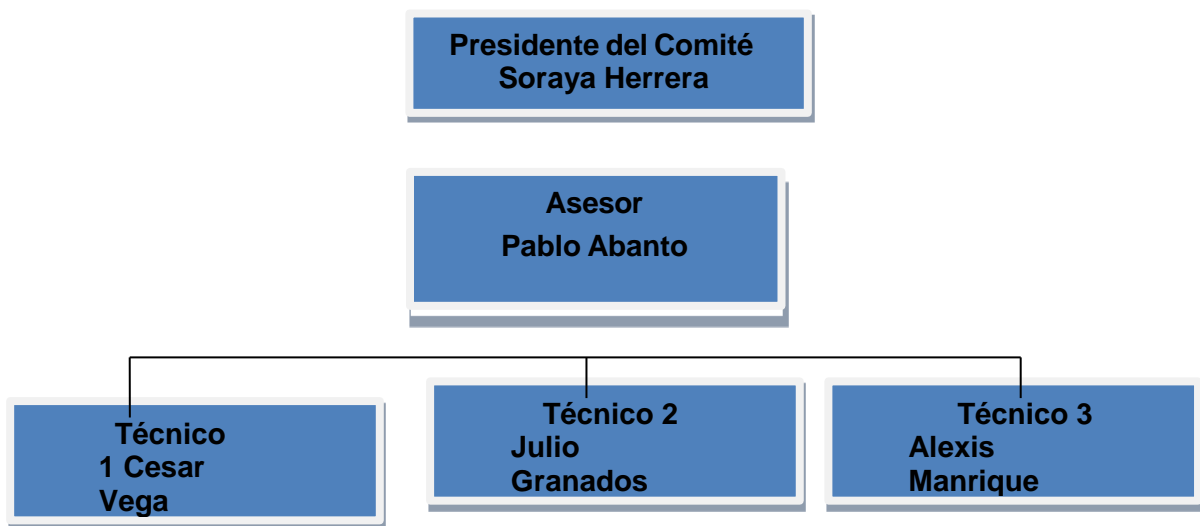 Presidente del Comité
Soraya Herrera
Asesor
Pablo Abanto
Técnico
1 Cesar
Vega
Técnico 2
Julio
Granados
Técnico 3
Alexis
Manrique